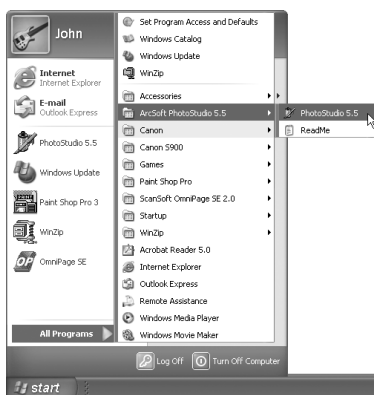 John
Internet
Internet Explorer
E-mail
Outlook Express
PhotoStudio 5.5
Windows Update
Paint Shop Pro 3
WinZip
OmniPage SE
All Programs
Set Program Access and Defaults
Windows Catalog
Windows Update
WinZip
Accessories
ArcSoft PhotoStudio 5.5
Canon
Canon S900
Games
Paint Shop Pro
ScanSoft OmniPage SE 2.0
Startup
WinZip
Acrobat Reader 5.0
Internet Explorer
Outlook Express
Remote Assistance
Windows Media Player
Windows Movie Maker
PhotoStudio 5.5
ReadMe
Log Off
Turn Off Computer
start